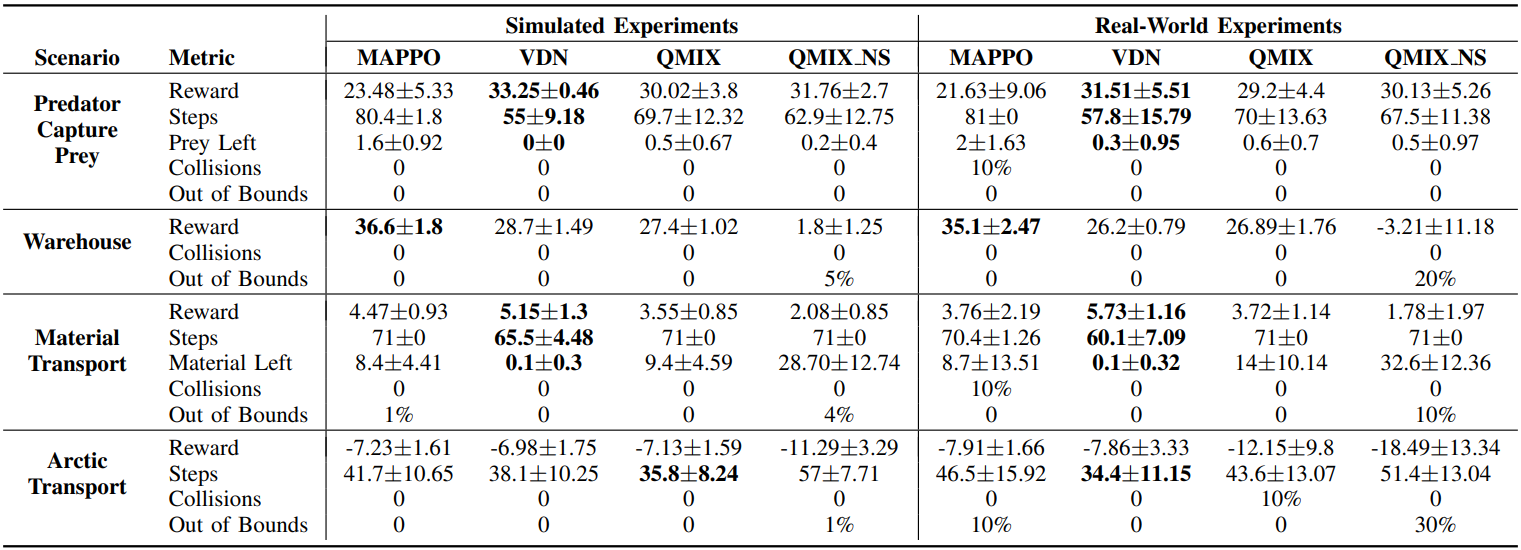 Simulated Experiments Real-World Experiments
Scenario Metric MAPPO VDN QMIX QMIX_NS MAPPO VDN QMIX QMIX_NS
Predator Capture Prey Reward 23.48±5.33 33.25±0.46 30.02±3.8 31.76±2.7 21.63±9.06 31.51±5.51 29.2±4.4 30.13±5.26
Steps 80.4±1.8 55±9.18 69.7±12.32 62.9±12.75 81±0 57.8±15.79 70±13.63 67.5±11.38
Prey Left 1.6±0.92 0±0 0.5±0.67 0.2±0.4 2±1.63 0.3±0.95 0.6±0.7 0.5±0.97
Collisions 0 0 0 0 10% 0 0 0
Out of Bounds 0 0 0 0 0 0 0 0
Warehouse Reward 36.6±1.8 28.7±1.49 27.4±1.02 1.8±1.25 35.1±2.47 26.2±0.79 26.89±1.76 -3.21±11.18
Collisions 0 0 0 0 0 0 0 0
Out of Bounds 0 0 0 5% 0 0 0 20%
Material Transport Reward 4.47±0.93 5.15±1.3 3.55±0.85 2.08±0.85 3.76±2.19 5.73±1.16 3.72±1.14 1.78±1.97
Steps 71±0 65.5±4.48 71±0 71±0 70.4±1.26 60.1±7.09 71±0 71±0
Material Left 8.4±4.41 0.1±0.3 9.4±4.59 28.70±12.74 8.7±13.51 0.1±0.32 14±10.14 32.6±12.36
Collisions 0 0 0 0 10% 0 0 0
Out of Bounds 1% 0 0 4% 0 0 0 10%
Arctic Transport Reward -7.23±1.61 -6.98±1.75 -7.13±1.59 -11.29±3.29 -7.91±1.66 -7.86±3.33 -12.15±9.8 -18.49±13.34
Steps 41.7±10.65 38.1±10.25 35.8±8.24 57±7.71 46.5±15.92 34.4±11.15 43.6±13.07 51.4±13.04
Collisions 0 0 0 0 0 0 10% 0
Out of Bounds 0 0 0 1% 10% 0 0 30%